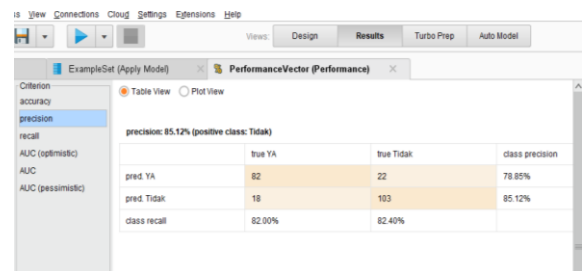 View Connections Cloud Settings Extensions Help
Views: Design Results Turbo Prep Auto Model
ExampleSet (Apply Model) PerformanceVector (Performance)
Criterion
accuracy
precision
recall
AUC (optimistic)
AUC
AUC (pessimistic)
Table View Plot View
precision: 85.12% (positive class: Tidak)
true YA true Tidak class precision
pred. YA 82 22 78.85%
pred. Tidak 18 103 85.12%
class recall 82.00% 82.40%